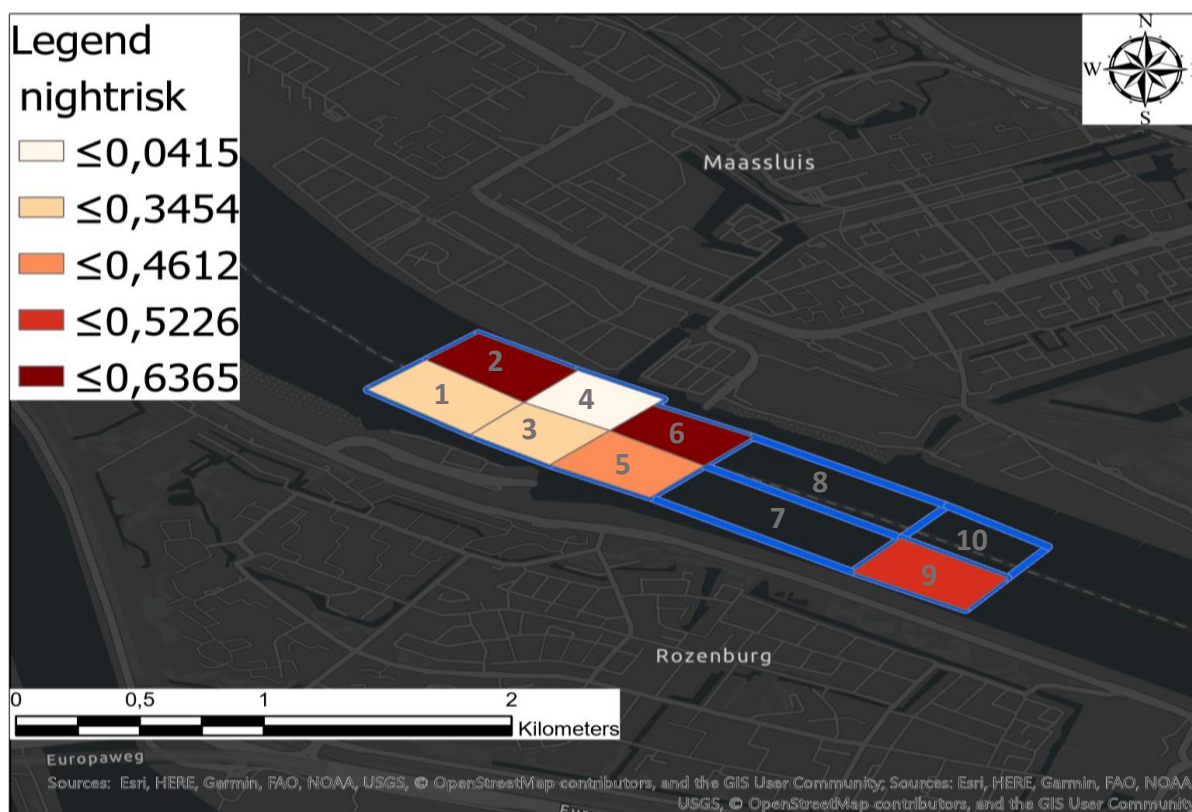 Legend
nightrisk
≤0,0415
≤0,3454
≤0,4612
≤0,5226
≤0,6365
N
W
S
Maassluis
2
1
4
3
6
5
8
7
10
9
Rozenburg
0 0,5 1 2
Kilometers
Europaweg
Sources: Esri, HERE, Garmin, FAO, NOAA, USGS, © OpenStreetMap contributors, and the GIS User Community, Sources: Esri, HERE, Garmin, FAO, NOAA,
USGS, © OpenStreetMap contributors, and the GIS User Community